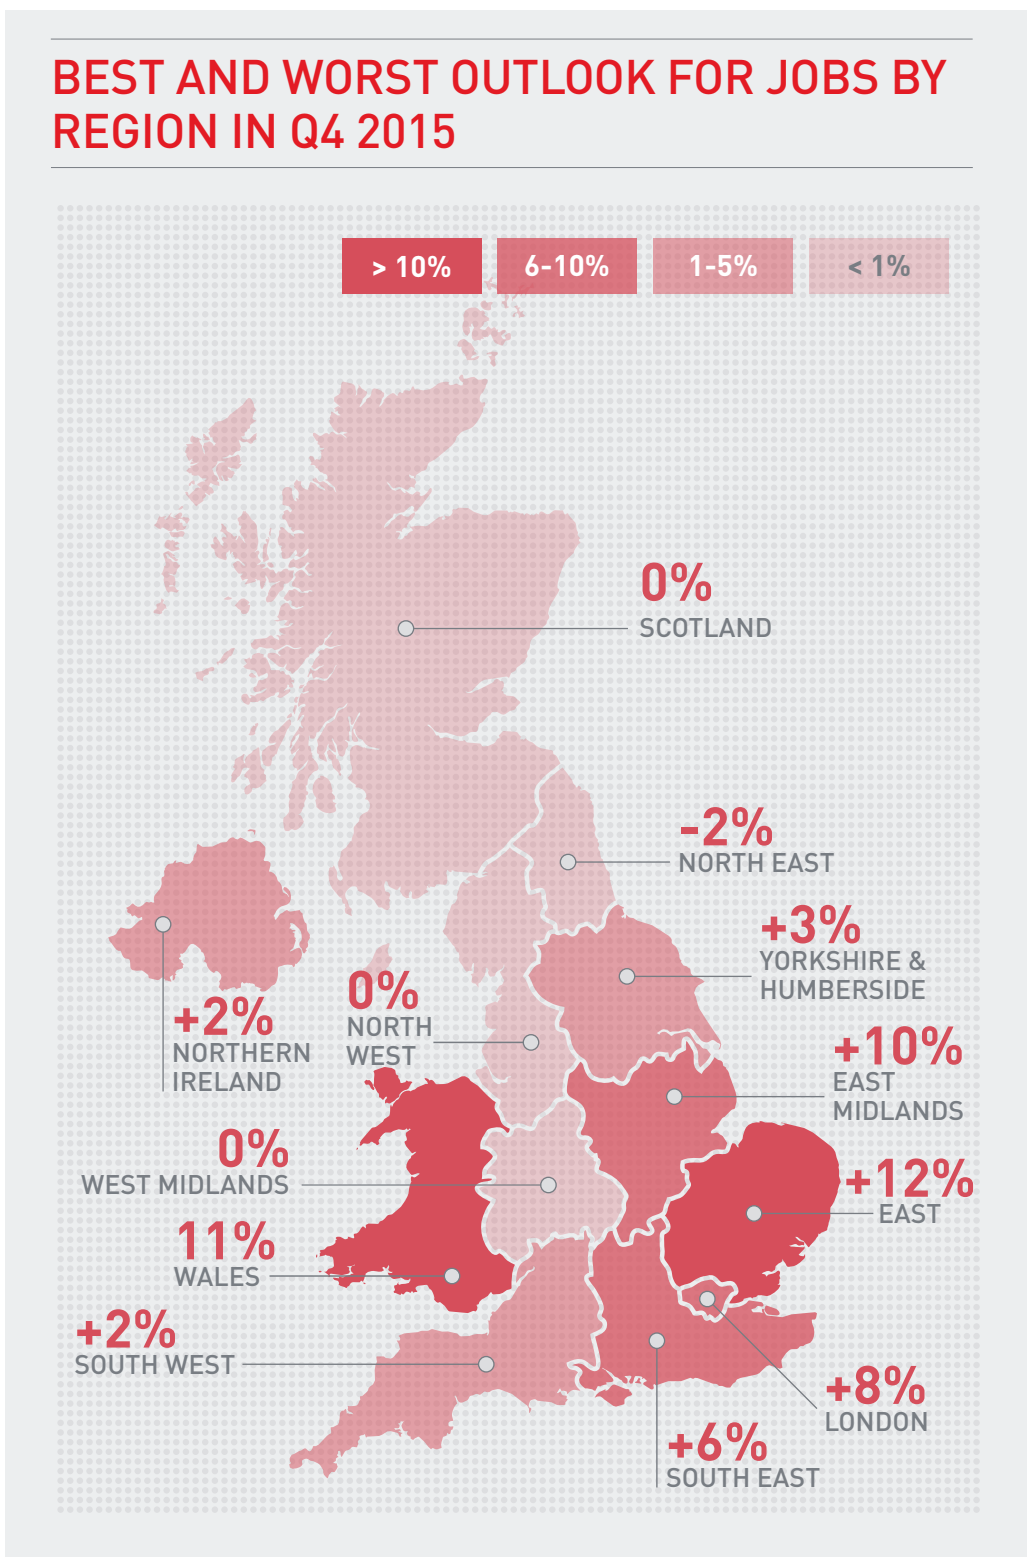 BEST AND WORST OUTLOOK FOR JOBS BY
REGION IN Q4 2015
> 10%
6-10%
1-5%
< 1%
0%
SCOTLAND
-2%
NORTH EAST
+3%
YORKSHIRE &
HUMBERSIDE
0%
NORTH
WEST
+2%
NORTHERN
IRELAND
+10%
EAST
MIDLANDS
0%
WEST MIDLANDS
+12%
EAST
11%
WALES
+2%
SOUTH WEST
+8%
LONDON
+6%
SOUTH EAST